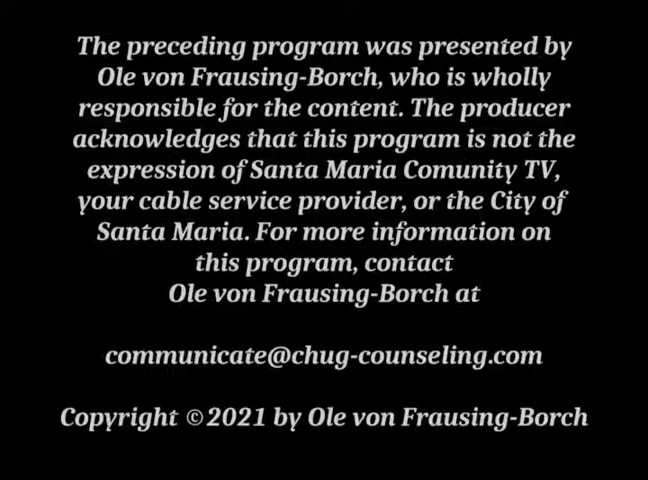 The preceding program was presented by
Ole von Frausing-Borch, who is wholly
responsible for the content. The producer
acknowledges that this program is not the
expression of Santa Maria Comunity TV,
your cable service provider, or the City of
Santa Maria. For more information on
this program, contact
Ole von Frausing-Borch at
communicate@chug-counseling.com
Copyright ©2021 by Ole von Frausing-Borch